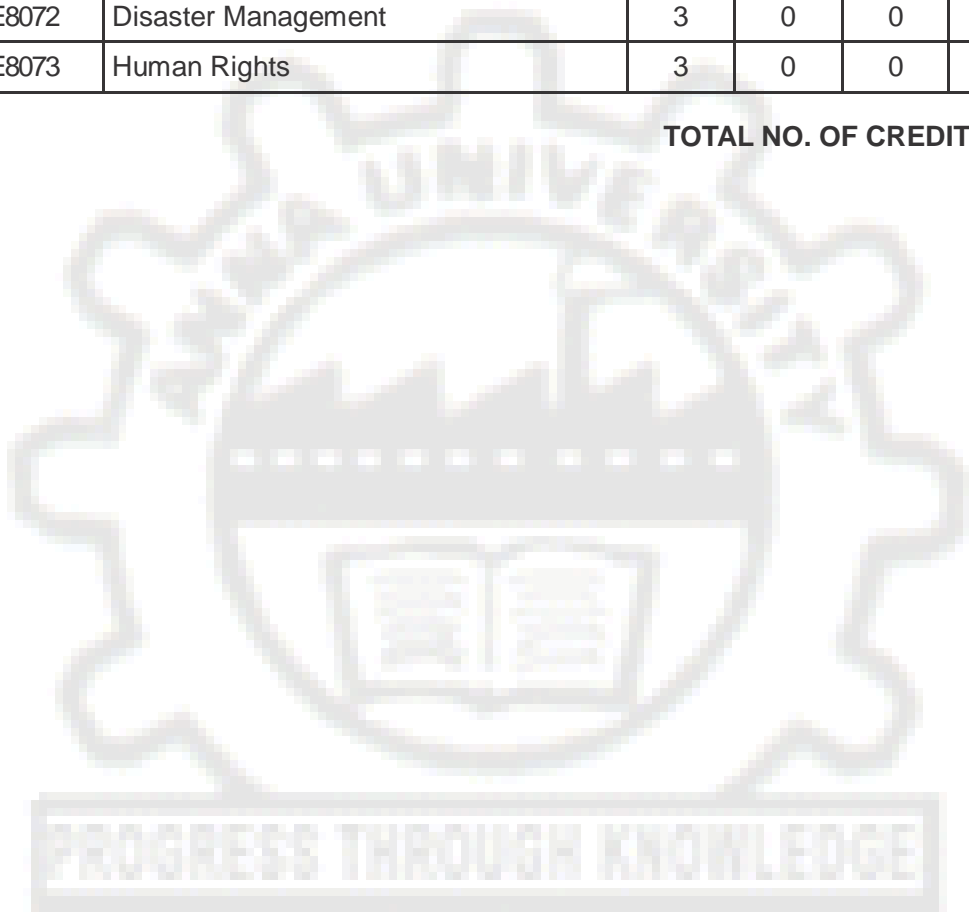 E8072 Disaster Management 3 0 0
E8073 Human Rights 3 0 0
TOTAL NO. OF CREDIT
ANNA UNIVERSITY
PROGRESS THROUGH KNOWLEDGE